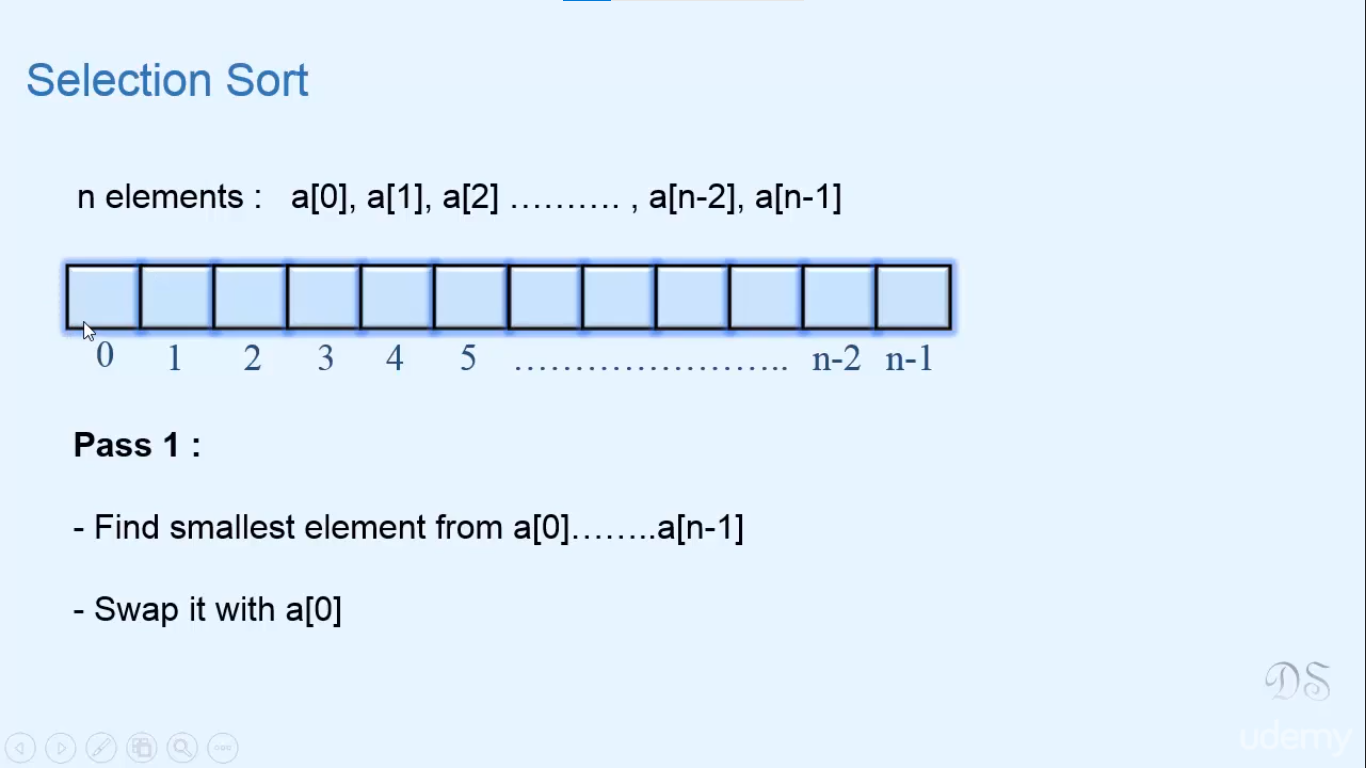 Selection Sort
n elements : a[0], a[1], a[2] ………. , a[n-2], a[n-1]
0 1 2 3 4 5 ………………….. n-2 n-1
Pass 1 :
- Find smallest element from a[0]……..a[n-1]
- Swap it with a[0]
DS
udemy